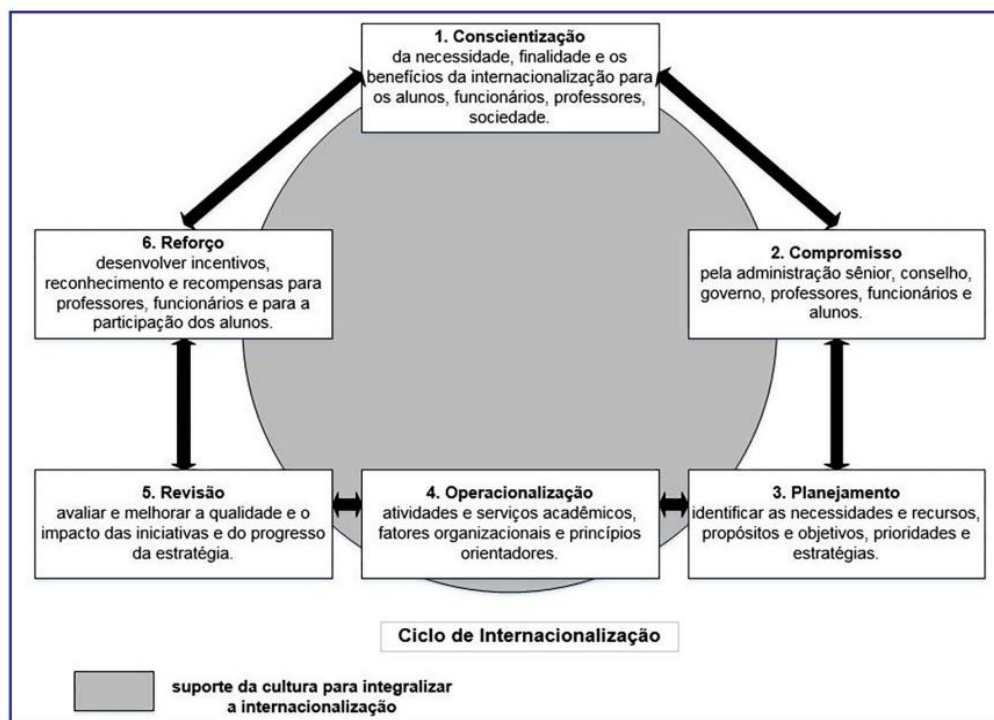 1. Conscientização
da necessidade, finalidade e os
benefícios da internacionalização para
os alunos, funcionários, professores,
sociedade.
6. Reforço
desenvolver incentivos,
reconhecimento e recompensas para
professores, funcionários e para a
participação dos alunos.
2. Compromisso
pela administração sênior, conselho,
governo, professores, funcionários e
alunos.
5. Revisão
avaliar e melhorar a qualidade e o
impacto das iniciativas e do progresso
da estratégia.
4. Operacionalização
atividades e serviços acadêmicos,
fatores organizacionais e princípios
orientadores.
3. Planejamento
identificar as necessidades e recursos,
propósitos e objetivos, prioridades e
estratégias.
Ciclo de Internacionalização
suporte da cultura para integralizar
a internacionalização